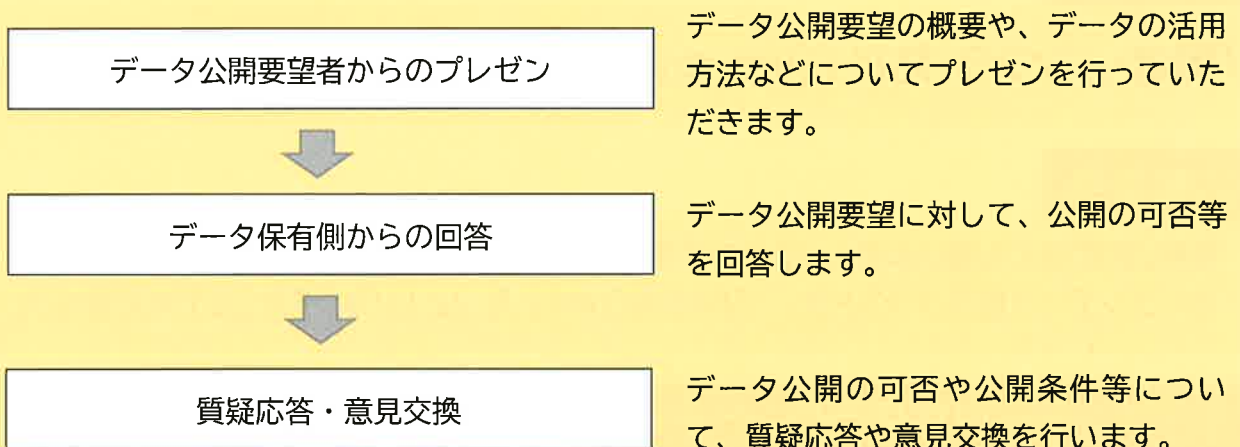 データ公開要望者からのプレゼン
データ公開要望の概要や、データの活用
方法などについてプレゼンを行っていた
だきます。
データ保有側からの回答
データ公開要望に対して、公開の可否等
を回答します。
質疑応答・意見交換
データ公開の可否や公開条件等につい
て、質疑応答や意見交換を行います。